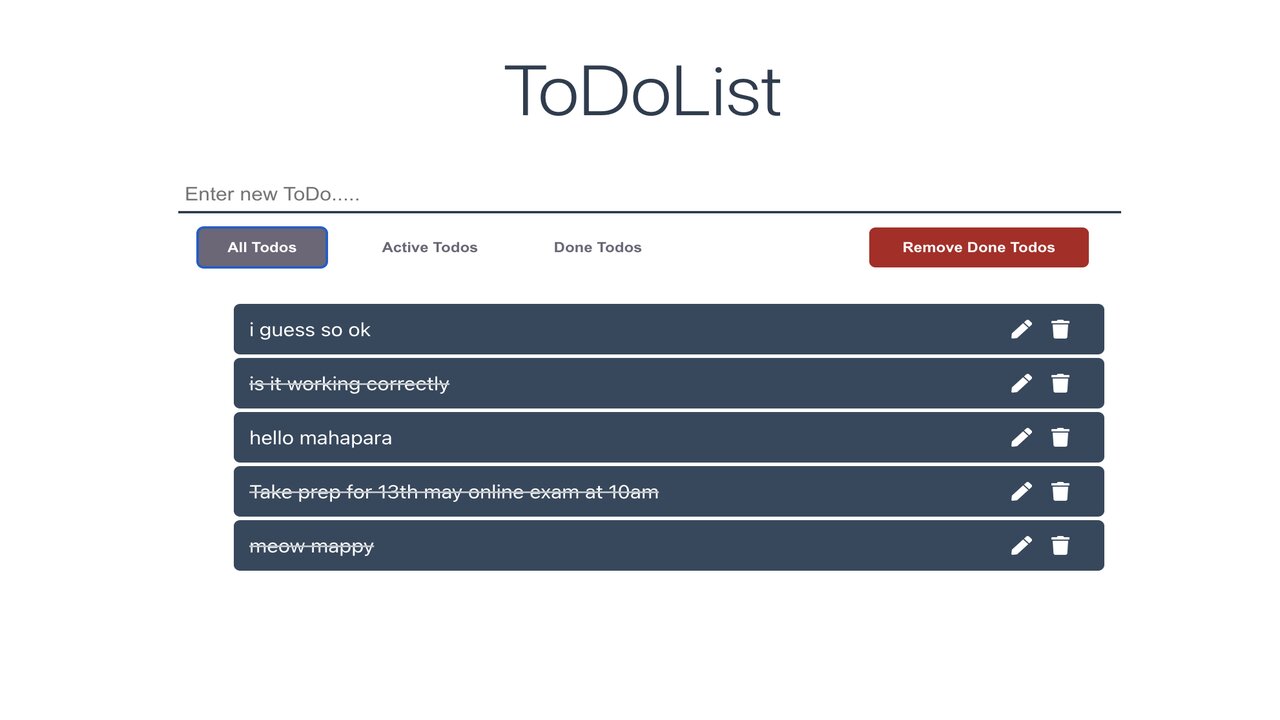 ToDoList
Enter new ToDo.....
All Todos Active Todos Done Todos Remove Done Todos
i guess so ok
is it working correctly
hello mahapara
Take prep for 13th may online exam at 10am
meow mappy